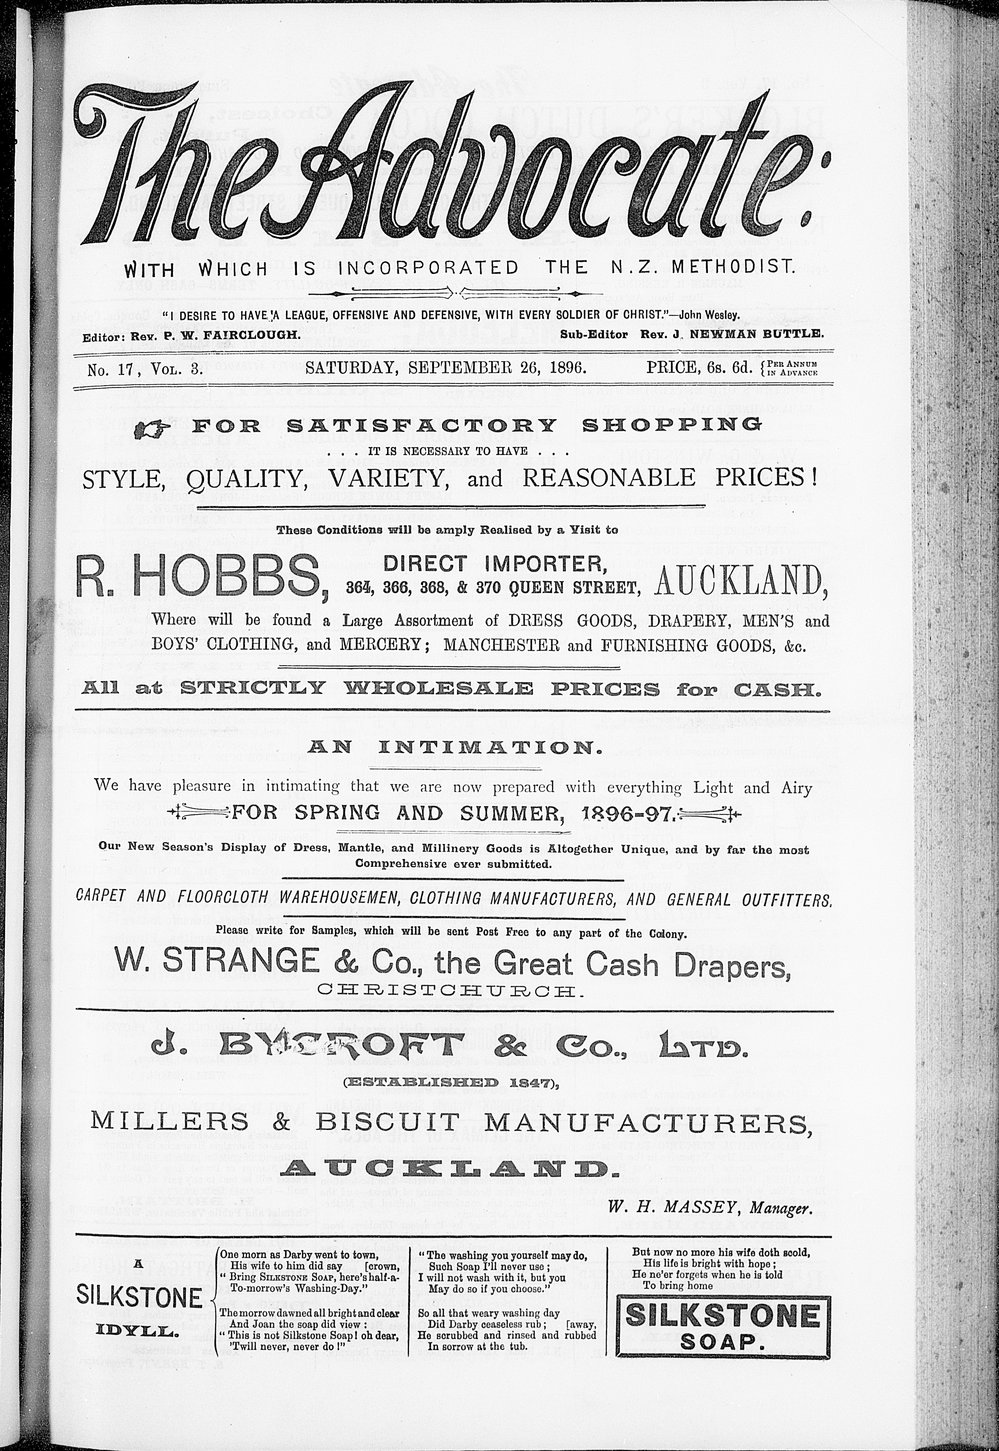 The Advocate:
WITH WHICH IS INCORPORATED THE N.Z. METHODIST.
"I DESIRE TO HAVE A LEAGUE, OFFENSIVE AND DEFENSIVE, WITH EVERY SOLDIER OF CHRIST."—John Wesley.
Editor: Rev. P. W. FAIRCLOUGH. Sub-Editor Rev. J. NEWMAN BUTTLE.
No. 17, Vol. 3. SATURDAY, SEPTEMBER 26, 1896. PRICE, 6s. 6d. {Per Annum in Advance
FOR SATISFACTORY SHOPPING
. . . IT IS NECESSARY TO HAVE . . .
STYLE, QUALITY, VARIETY, and REASONABLE PRICES!
These Conditions will be amply Realised by a Visit to
R. HOBBS, DIRECT IMPORTER, 364, 366, 368, & 370 QUEEN STREET, AUCKLAND,
Where will be found a Large Assortment of DRESS GOODS, DRAPERY, MEN'S and
BOYS' CLOTHING, and MERCERY; MANCHESTER and FURNISHING GOODS, &c.
All at STRICTLY WHOLESALE PRICES for CASH.
AN INTIMATION.
We have pleasure in intimating that we are now prepared with everything Light and Airy
FOR SPRING AND SUMMER, 1896-97.
Our New Season's Display of Dress, Mantle, and Millinery Goods is Altogether Unique, and by far the most
Comprehensive ever submitted.
CARPET AND FLOORCLOTH WAREHOUSEMEN, CLOTHING MANUFACTURERS, AND GENERAL OUTFITTERS.
Please write for Samples, which will be sent Post Free to any part of the Colony.
W. STRANGE & Co., the Great Cash Drapers,
CHRISTCHURCH.
J. BYCROFT & Co., LTD.
(ESTABLISHED 1847),
MILLERS & BISCUIT MANUFACTURERS,
AUCKLAND.
W. H. MASSEY, Manager.
A
SILKSTONE
IDYLL.
One morn as Darby went to town,
His wife to him did say [crown,
"Bring Silkstone Soap, here's half-a-
To-morrow's Washing-Day."
The morrow dawned all bright and clear
And Joan the soap did view:
"This is not Silkstone Soap! oh dear,
'Twill never, never do!"
"The washing you yourself may do,
Such Soap I'll never use;
I will not wash with it, but you
May do so if you choose."
So all that weary washing day
Did Darby ceaseless rub; [away,
He scrubbed and rinsed and rubbed
In sorrow at the tub.
But now no more his wife doth scold,
His life is bright with hope;
He ne'er forgets when he is told
To bring home
SILKSTONE
SOAP.